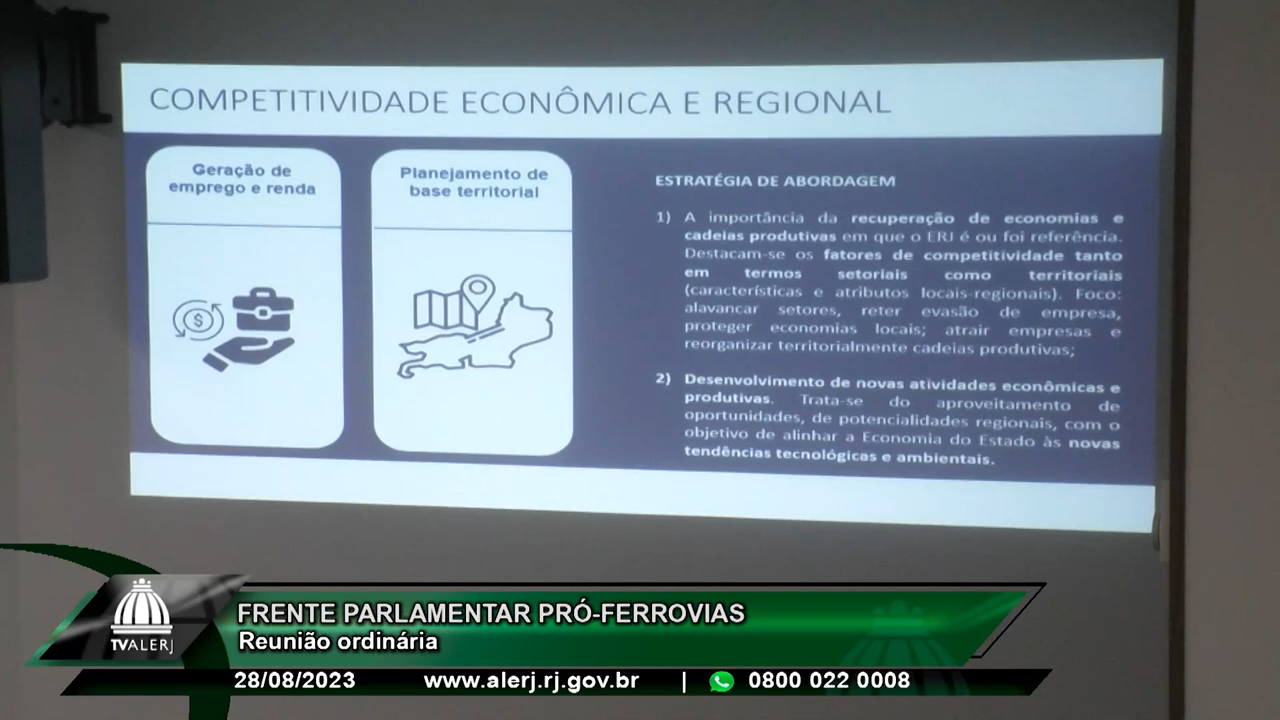 COMPETITIVIDADE ECONÔMICA E REGIONAL
Geração de
emprego e renda
$
Planejamento de
base territorial
ESTRATÉGIA DE ABORDAGEM
1) A importância da recuperação de economias e
cadeias produtivas em que o ERJ é ou foi referência.
Destacam-se os fatores de competitividade tanto
em termos setoriais como territoriais
(características e atributos locais-regionais). Foco:
alavancar setores, reter evasão de empresa,
proteger economias locais; atrair empresas e
reorganizar territorialmente cadeias produtivas;
2) Desenvolvimento de novas atividades econômicas e
produtivas. Trata-se do aproveitamento de
oportunidades, de potencialidades regionais, com o
objetivo de alinhar a Economia do Estado às novas
tendências tecnológicas e ambientais.
TVALERJ
FRENTE PARLAMENTAR PRÓ-FERROVIAS
Reunião ordinária
28/08/2023 www.alerj.rj.gov.br | 0800 022 0008